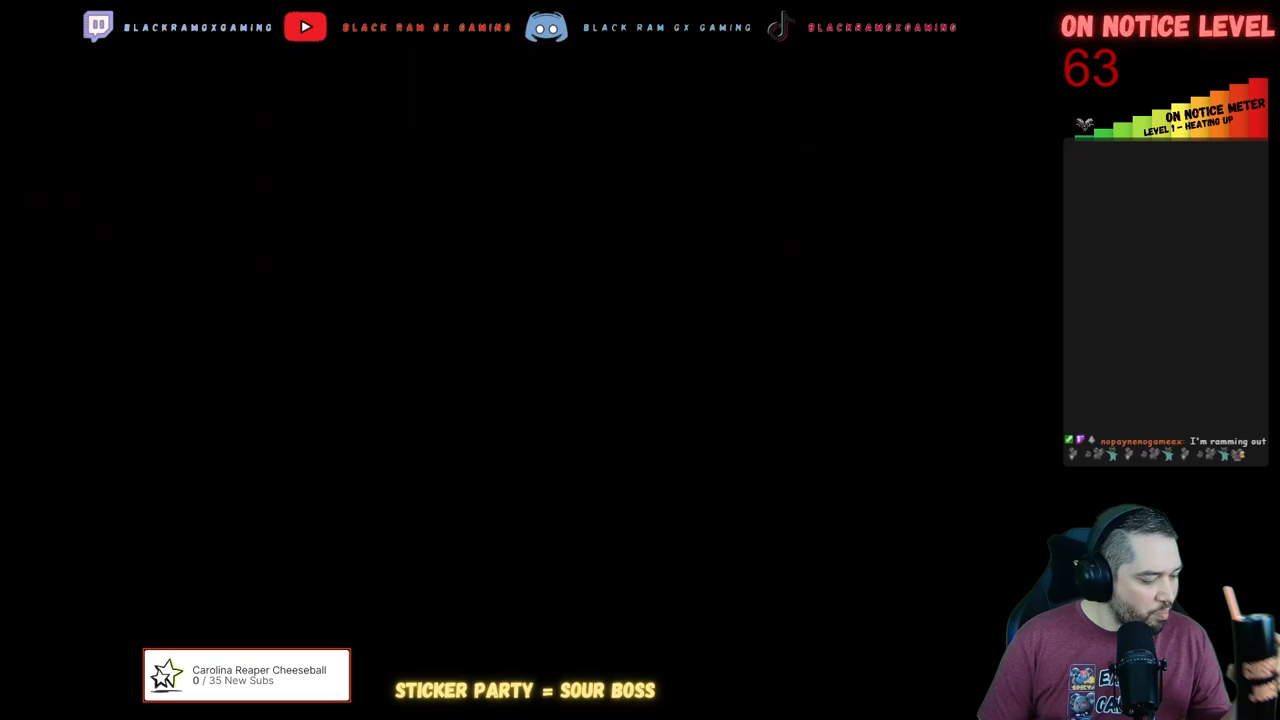 BLACKRAMGXGAMING
BLACK RAM GX GAMING
BLACK RAM GX GAMING
BLACKRAMGXGAMING
ON NOTICE LEVEL
63
ON NOTICE METER
LEVEL 1 – HEATING UP
nopaynenogameex: I'm ramming out
Carolina Reaper Cheeseball
0 / 35 New Subs
STICKER PARTY = SOUR BOSS